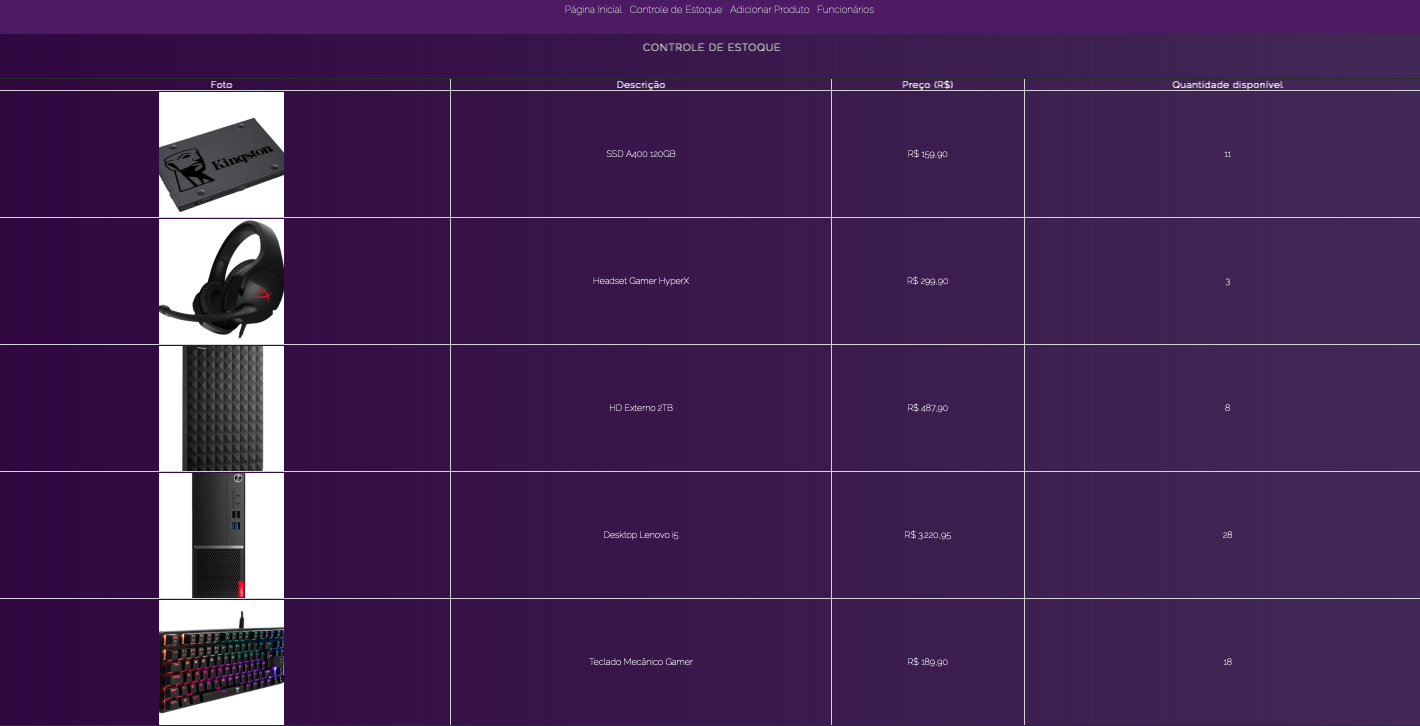 Página Inicial Controle de Estoque Adicionar Produto Funcionários
CONTROLE DE ESTOQUE
Foto Descrição Preço (R$) Quantidade disponível
Kingston
SSD A400 120GB R$ 159,90 11
Headset Gamer HyperX R$ 299,90 3
HD Externo 2TB R$ 487,90 8
Desktop Lenovo i5 R$ 3.220,95 28
Teclado Mecânico Gamer R$ 189,90 18